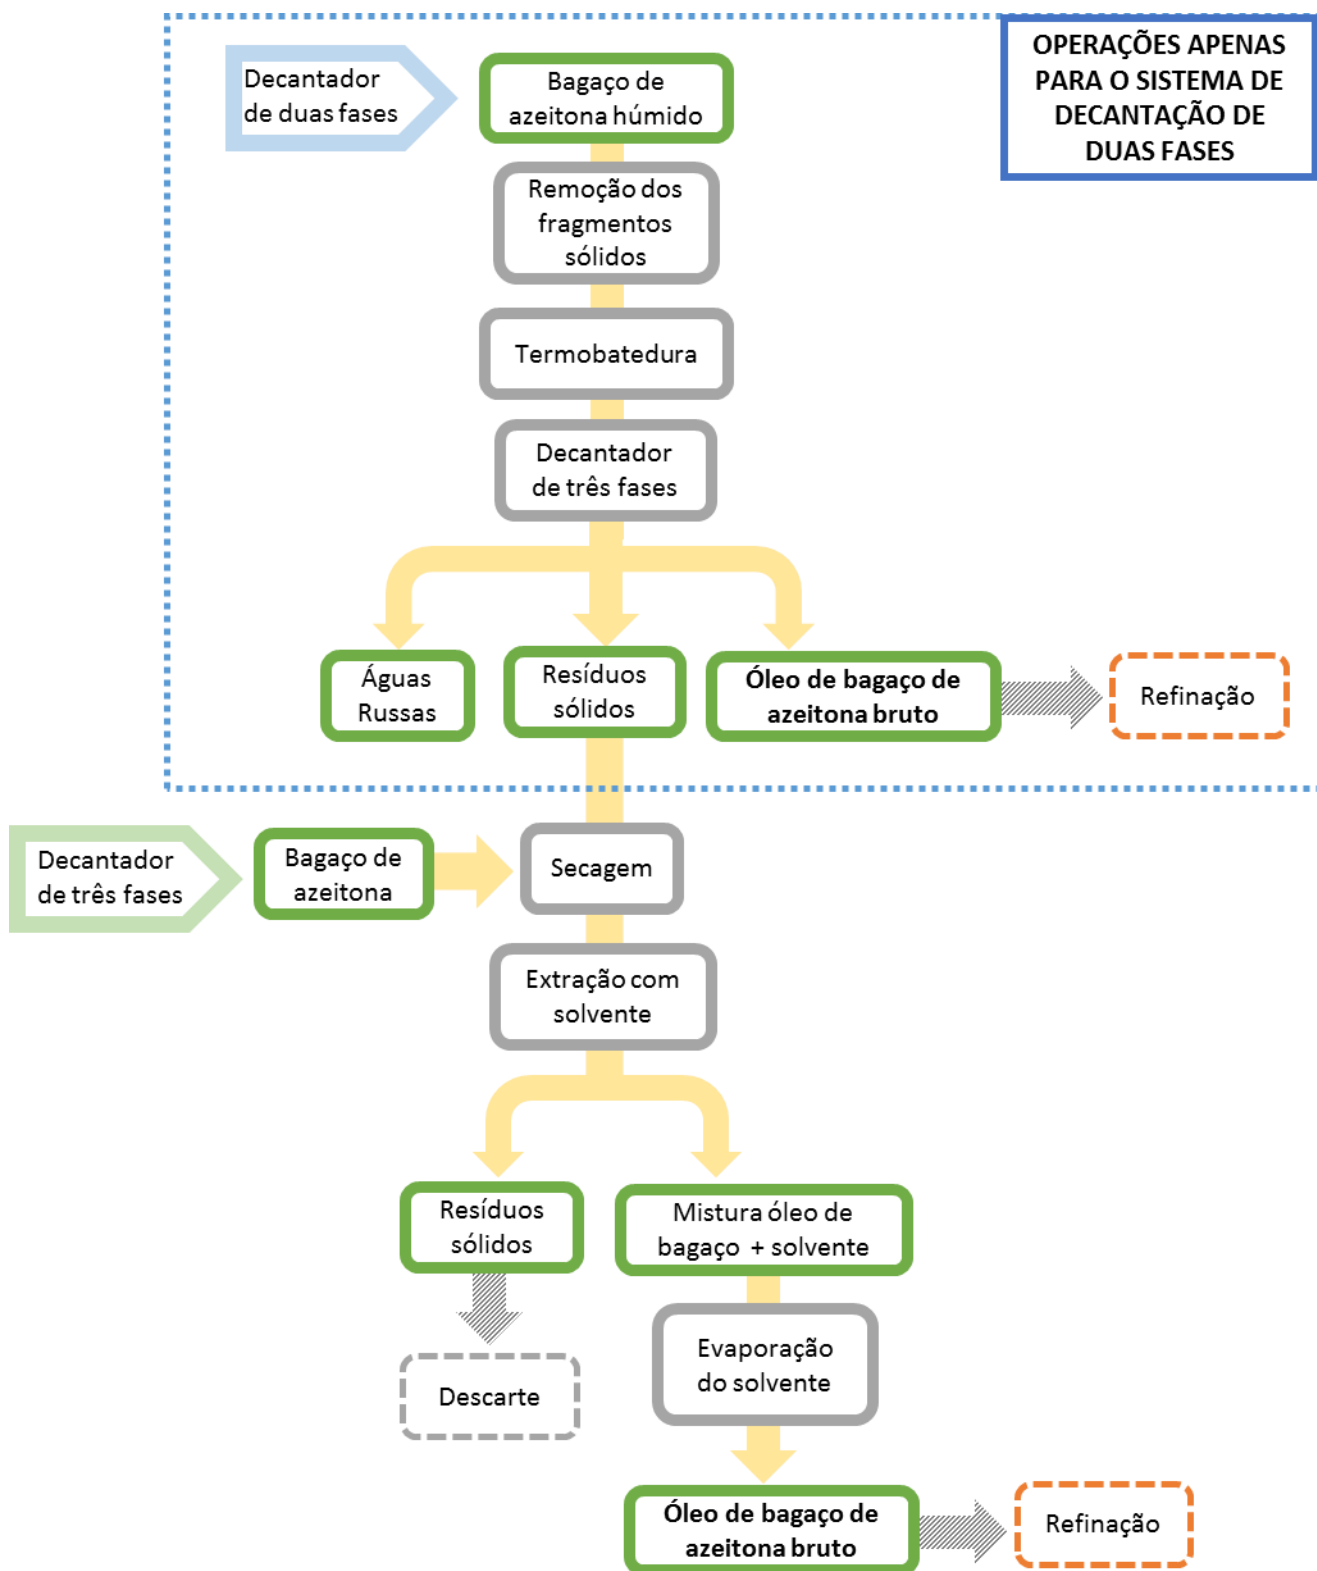 OPERAÇÕES APENAS
PARA O SISTEMA DE
DECANTAÇÃO DE
DUAS FASES
Decantador
de duas fases
Bagaço de
azeitona húmido
Remoção dos
fragmentos
sólidos
Termobatedura
Decantador
de três fases
Águas
Russas
Resíduos
sólidos
Óleo de bagaço de
azeitona bruto
Refinação
Decantador
de três fases
Bagaço de
azeitona
Secagem
Extração com
solvente
Resíduos
sólidos
Mistura óleo de
bagaço + solvente
Descarte
Evaporação
do solvente
Óleo de bagaço de
azeitona bruto
Refinação